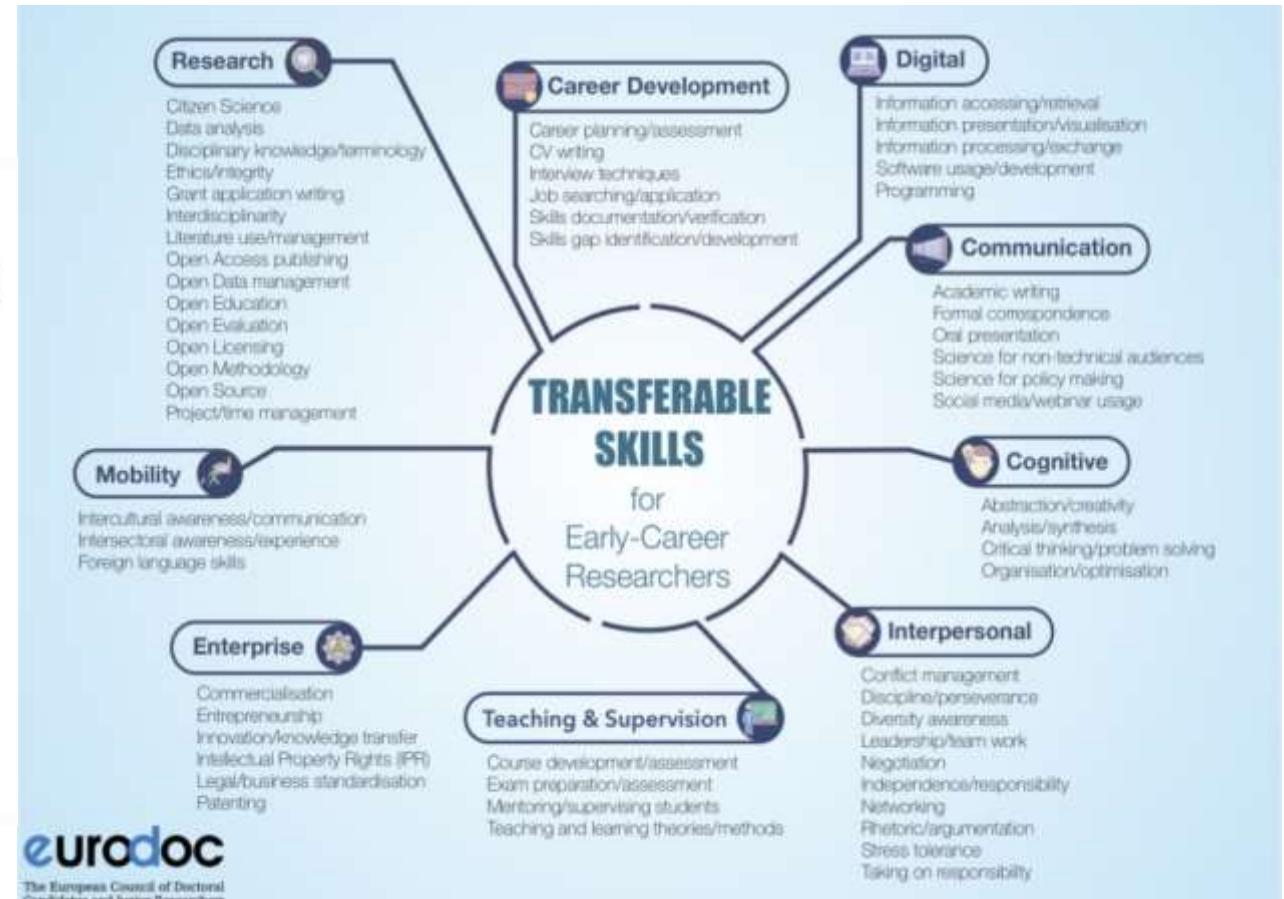 Research
Citizen Science
Data analysis
Disciplinary knowledge/terminology
Ethics/integrity
Grant application writing
Interdisciplinarity
Literature use/management
Open Access publishing
Open Data management
Open Education
Open Evaluation
Open Licensing
Open Methodology
Open Source
Project/time management
Career Development
Career planning/assessment
CV writing
Interview techniques
Job searching/application
Skills documentation/verification
Skills gap identification/development
Digital
Information accessing/retrieval
Information presentation/visualisation
Information processing/exchange
Software usage/development
Programming
Communication
Academic writing
Formal correspondence
Oral presentation
Science for non-technical audiences
Science for policy making
Social media/webinar usage
TRANSFERABLE
SKILLS
for
Early-Career
Researchers
Mobility
Intercultural awareness/communication
Intersectoral awareness/experience
Foreign language skills
Cognitive
Abstraction/creativity
Analysis/synthesis
Critical thinking/problem solving
Organisation/optimisation
Enterprise
Commercialisation
Entrepreneurship
Innovation/knowledge transfer
Intellectual Property Rights (IPR)
Legal/business standardisation
Patenting
Teaching & Supervision
Course development/assessment
Exam preparation/assessment
Mentoring/supervising students
Teaching and learning theories/methods
Interpersonal
Conflict management
Discipline/perseverance
Diversity awareness
Leadership/team work
Negotiation
Independence/responsibility
Networking
Rhetoric/argumentation
Stress tolerance
Taking on responsibility
eurodoc
The European Council of Doctoral
Candidates and Junior Researchers